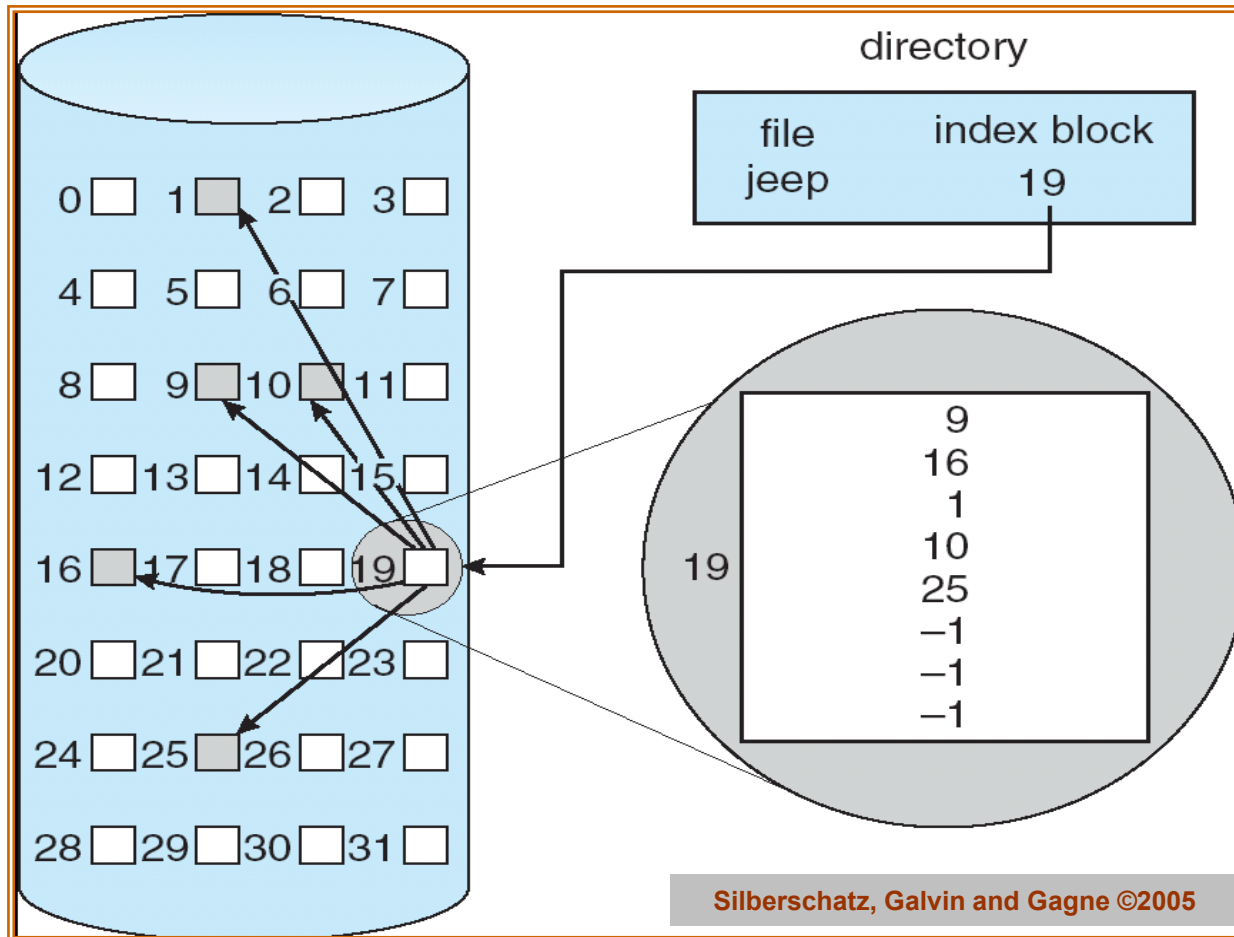 directory
file index block
jeep 19
0 1 2 3
4 5 6 7
8 9 10 11
12 13 14 15
16 17 18 19
20 21 22 23
24 25 26 27
28 29 30 31
19
9
16
1
10
25
–1
–1
–1
Silberschatz, Galvin and Gagne ©2005